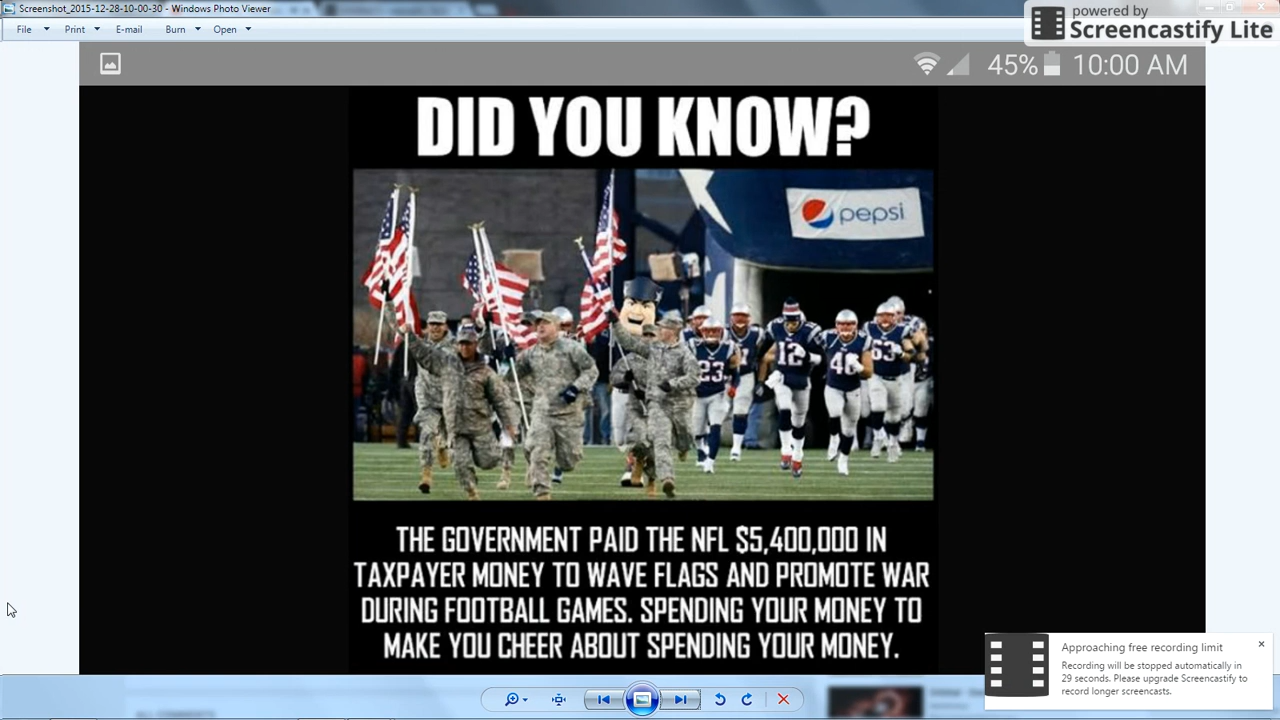 Screenshot_2015-12-28-10-00-30 - Windows Photo Viewer
File Print E-mail Burn Open
powered by
Screencastify Lite
45% 10:00 AM
DID YOU KNOW?
pepsi
23 12 46 63
THE GOVERNMENT PAID THE NFL $5,400,000 IN
TAXPAYER MONEY TO WAVE FLAGS AND PROMOTE WAR
DURING FOOTBALL GAMES. SPENDING YOUR MONEY TO
MAKE YOU CHEER ABOUT SPENDING YOUR MONEY.
Approaching free recording limit
Recording will be stopped automatically in
29 seconds. Please upgrade Screencastify to
record longer screencasts.